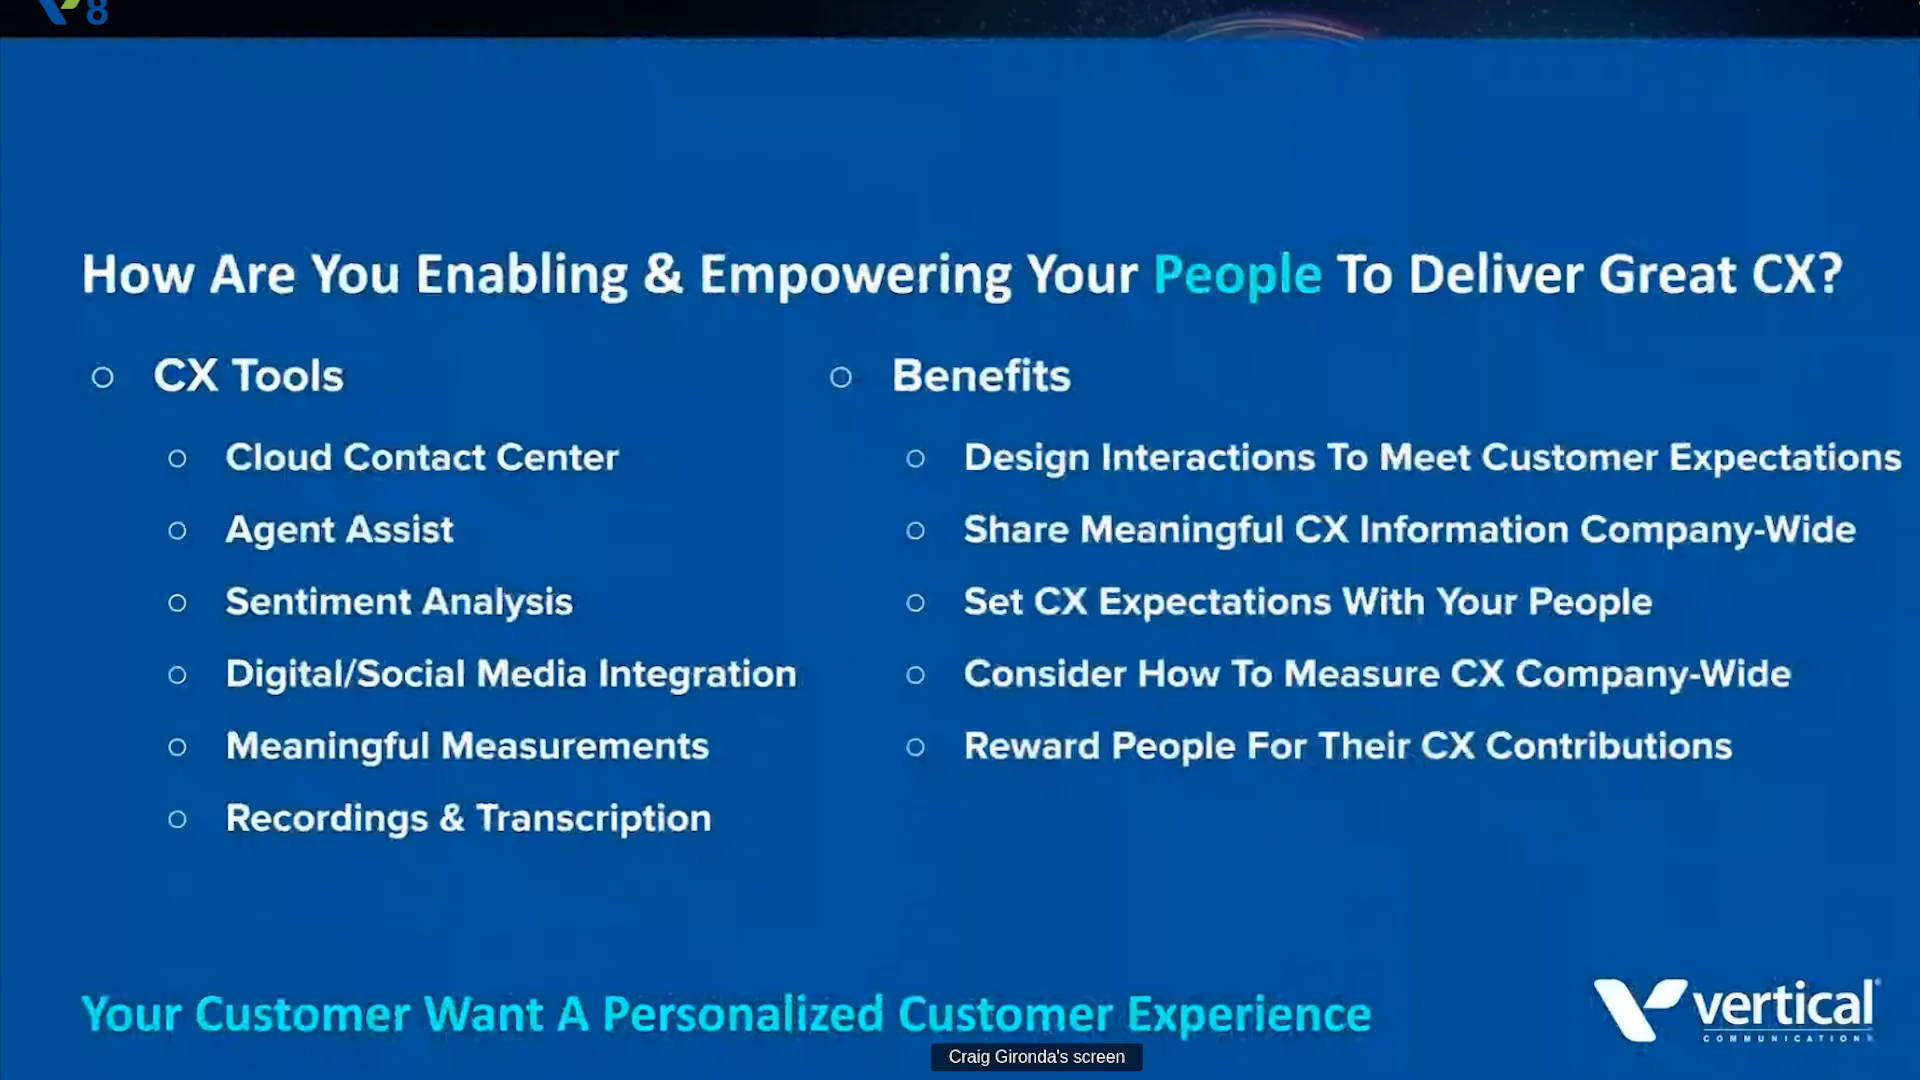 8
How Are You Enabling & Empowering Your People To Deliver Great CX?
CX Tools
Cloud Contact Center
Agent Assist
Sentiment Analysis
Digital/Social Media Integration
Meaningful Measurements
Recordings & Transcription
Benefits
Design Interactions To Meet Customer Expectations
Share Meaningful CX Information Company-Wide
Set CX Expectations With Your People
Consider How To Measure CX Company-Wide
Reward People For Their CX Contributions
Your Customer Want A Personalized Customer Experience
vertical
COMMUNICATIONS
Craig Gironda's screen